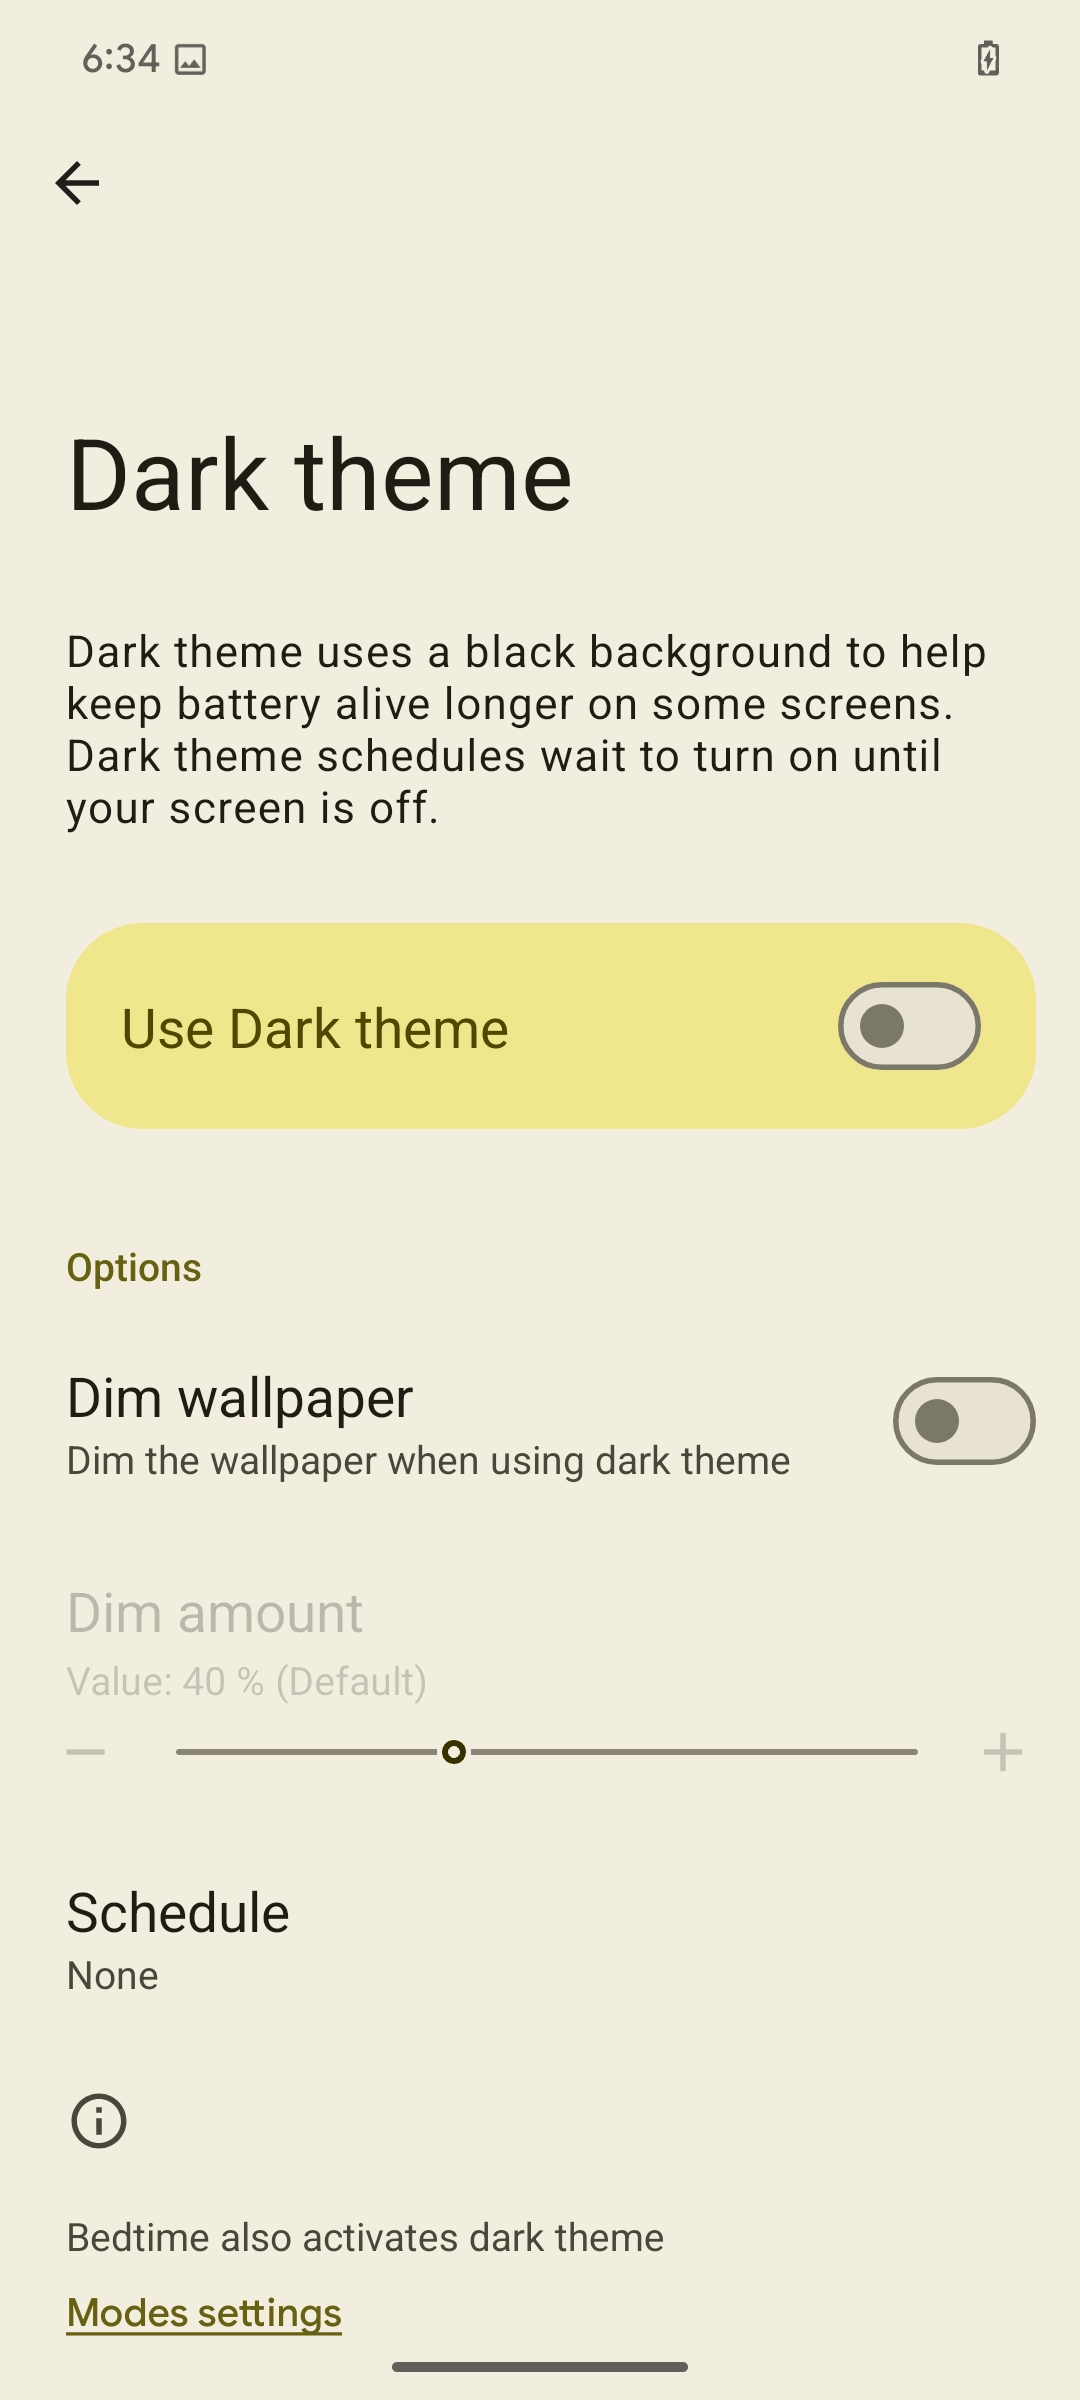 6:34
Dark theme
Dark theme uses a black background to help
keep battery alive longer on some screens.
Dark theme schedules wait to turn on until
your screen is off.
Use Dark theme
Options
Dim wallpaper
Dim the wallpaper when using dark theme
Dim amount
Value: 40 % (Default)
Schedule
None
Bedtime also activates dark theme
Modes settings